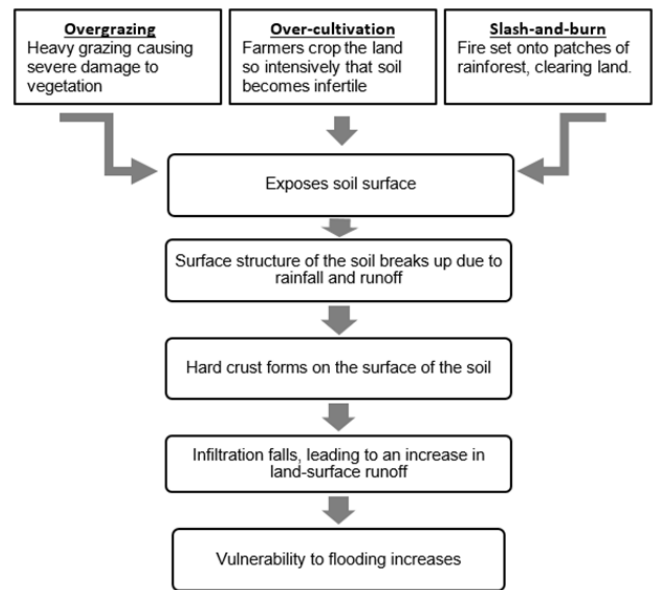 Overgrazing
Heavy grazing causing
severe damage to
vegetation
Over-cultivation
Farmers crop the land
so intensively that soil
becomes infertile
Slash-and-burn
Fire set onto patches of
rainforest, clearing land.
Exposes soil surface
Surface structure of the soil breaks up due to
rainfall and runoff
Hard crust forms on the surface of the soil
Infiltration falls, leading to an increase in
land-surface runoff
Vulnerability to flooding increases